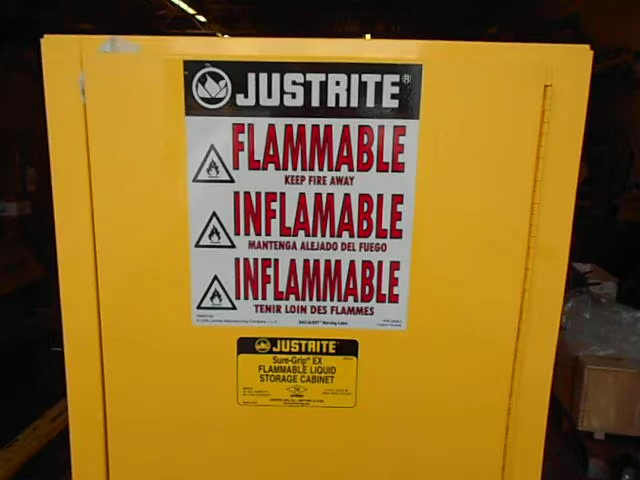 JUSTRITE®
FLAMMABLE
KEEP FIRE AWAY
INFLAMABLE
MANTENGA ALEJADO DEL FUEGO
INFLAMMABLE
TENIR LOIN DES FLAMMES
JUSTRITE
Sure-Grip® EX
FLAMMABLE LIQUID
STORAGE CABINET